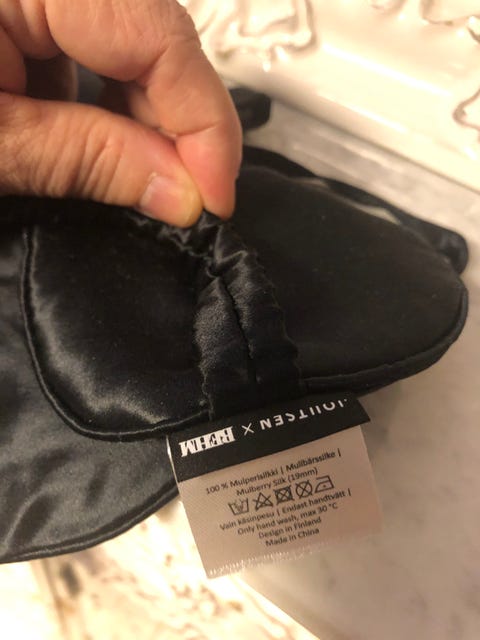 JOUTSEN × BEHM
100 % Mulperisilkki | Mullbärssilke |
Mulberry Silk (19mm)
Vain käsinpesu | Endast handtvätt |
Only hand wash, max 30 °C
Design in Finland
Made in China